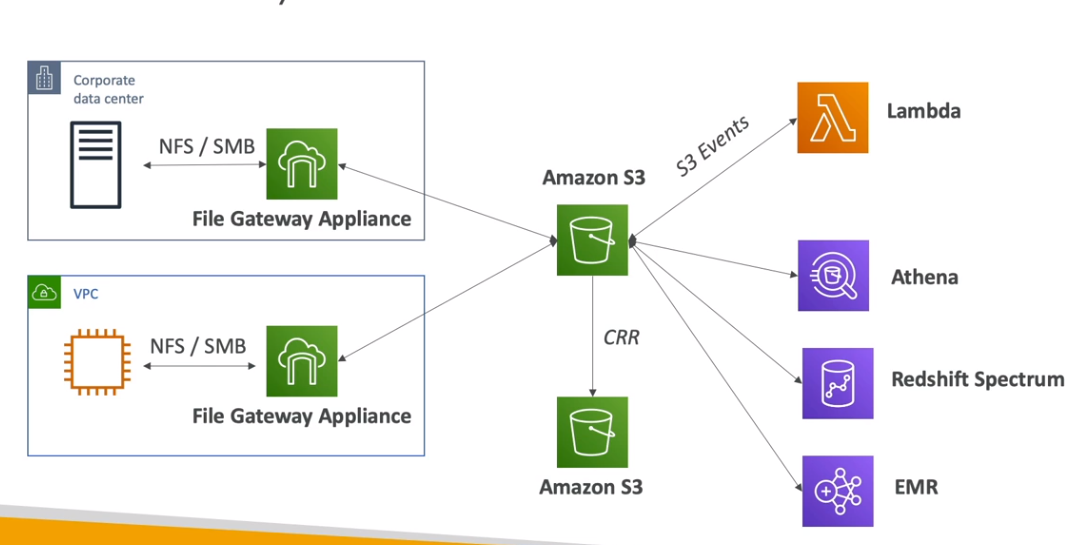 Corporate
data center
NFS / SMB
File Gateway Appliance
VPC
NFS / SMB
File Gateway Appliance
Amazon S3
CRR
Amazon S3
S3 Events
Lambda
Athena
Redshift Spectrum
EMR